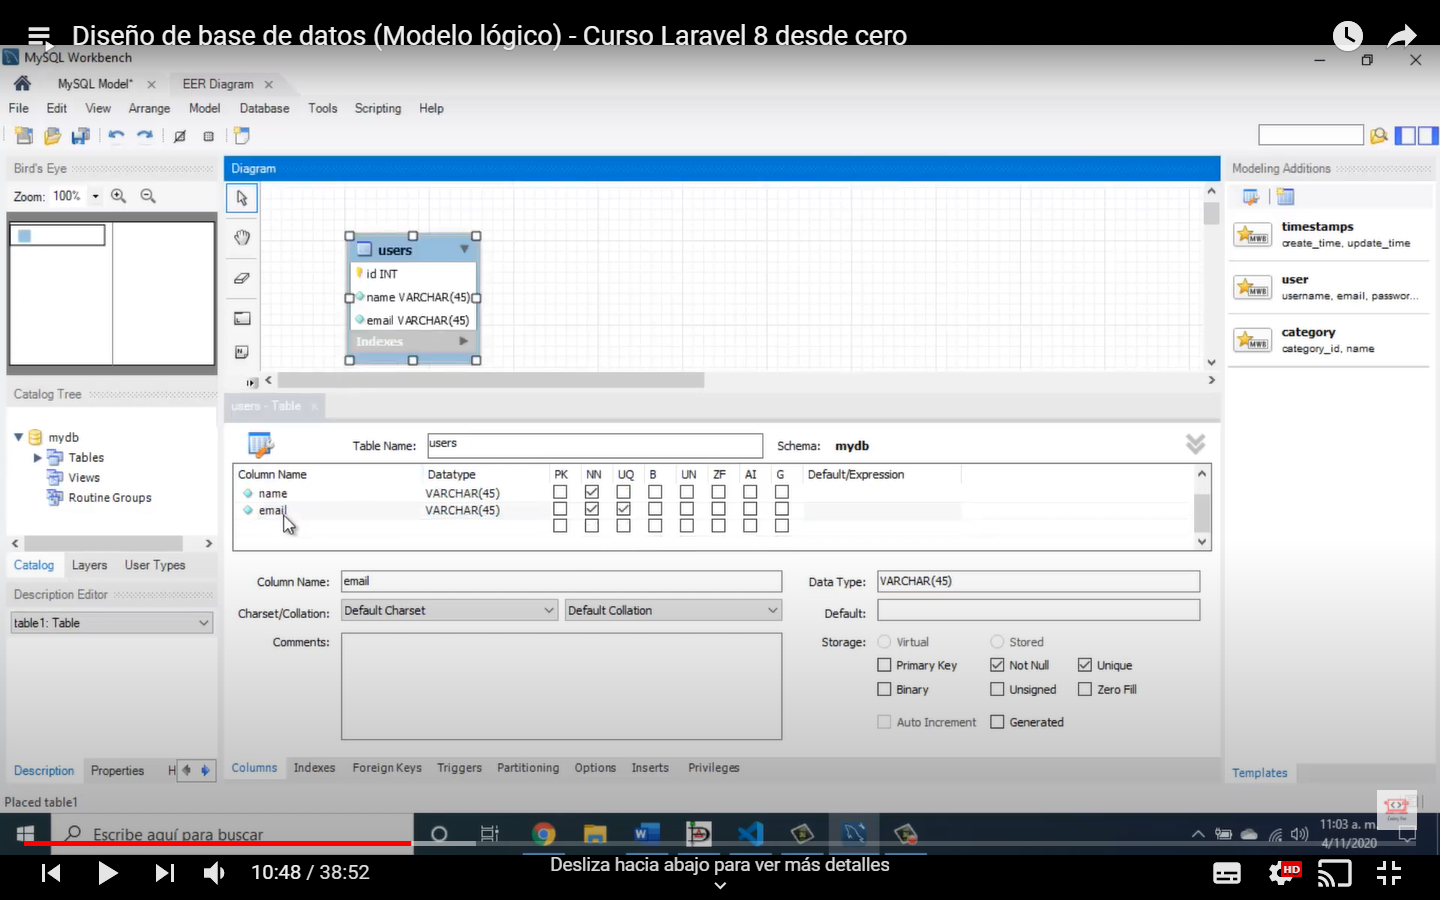 Diseño de base de datos (Modelo lógico) - Curso Laravel 8 desde cero
MySQL Workbench
MySQL Model* EER Diagram
File Edit View Arrange Model Database Tools Scripting Help
Bird's Eye
Zoom: 100%
Diagram
Modeling Additions
users
id INT
name VARCHAR(45)
email VARCHAR(45)
Indexes
timestamps
create_time, update_time
user
username, email, passwor...
category
category_id, name
Catalog Tree
mydb
Tables
Views
Routine Groups
Catalog Layers User Types
Description Editor
table1: Table
users - Table
Table Name: users Schema: mydb
Column Name Datatype PK NN UQ B UN ZF AI G Default/Expression
name VARCHAR(45)
email VARCHAR(45)
Column Name: email Data Type: VARCHAR(45)
Charset/Collation: Default Charset Default Collation Default:
Comments: Storage: Virtual Stored
Primary Key Not Null Unique
Binary Unsigned Zero Fill
Auto Increment Generated
Description Properties H
Columns Indexes Foreign Keys Triggers Partitioning Options Inserts Privileges
Templates
Placed table1
Escribe aquí para buscar
11:03 a. m.
4/11/2020
10:48 / 38:52
Desliza hacia abajo para ver más detalles
HD